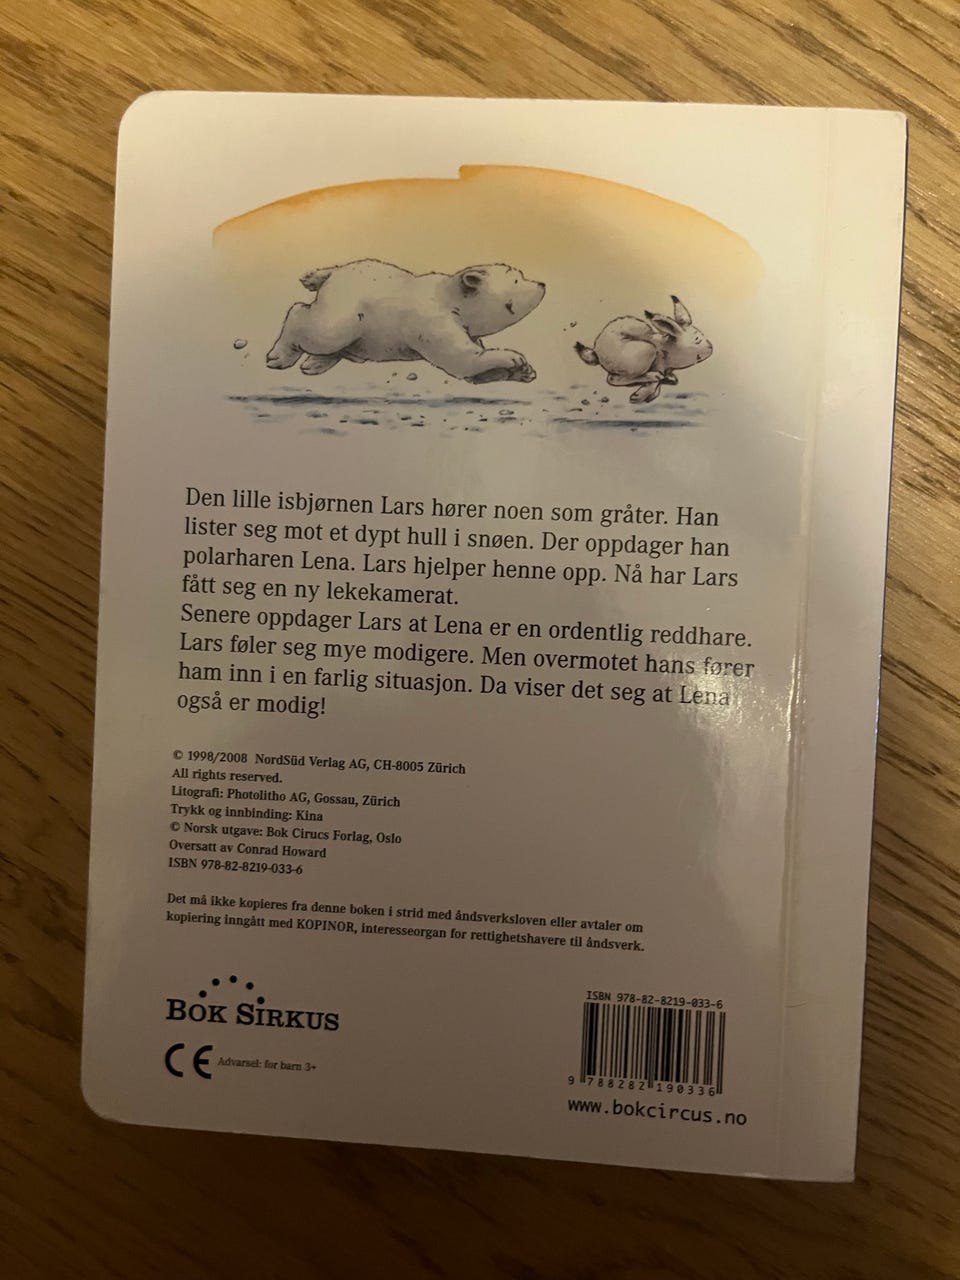 Den lille isbjørnen Lars hører noen som gråter. Han
lister seg mot et dypt hull i snøen. Der oppdager han
polarharen Lena. Lars hjelper henne opp. Nå har Lars
fått seg en ny lekekamerat.
Senere oppdager Lars at Lena er en ordentlig reddhare.
Lars føler seg mye modigere. Men overmotet hans fører
ham inn i en farlig situasjon. Da viser det seg at Lena
også er modig!
© 1998/2008 NordSüd Verlag AG, CH-8005 Zürich
All rights reserved.
Litografi: Photolitho AG, Gossau, Zürich
Trykk og innbinding: Kina
© Norsk utgave: Bok Cirucs Forlag, Oslo
Oversatt av Conrad Howard
ISBN 978-82-8219-033-6
Det må ikke kopieres fra denne boken i strid med åndsverksloven eller avtaler om
kopiering inngått med KOPINOR, interesseorgan for rettighetshavere til åndsverk.
BOK SIRKUS
CE Advarsel: for barn 3+
ISBN 978-82-8219-033-6
9 788282 190336
www.bokcircus.no